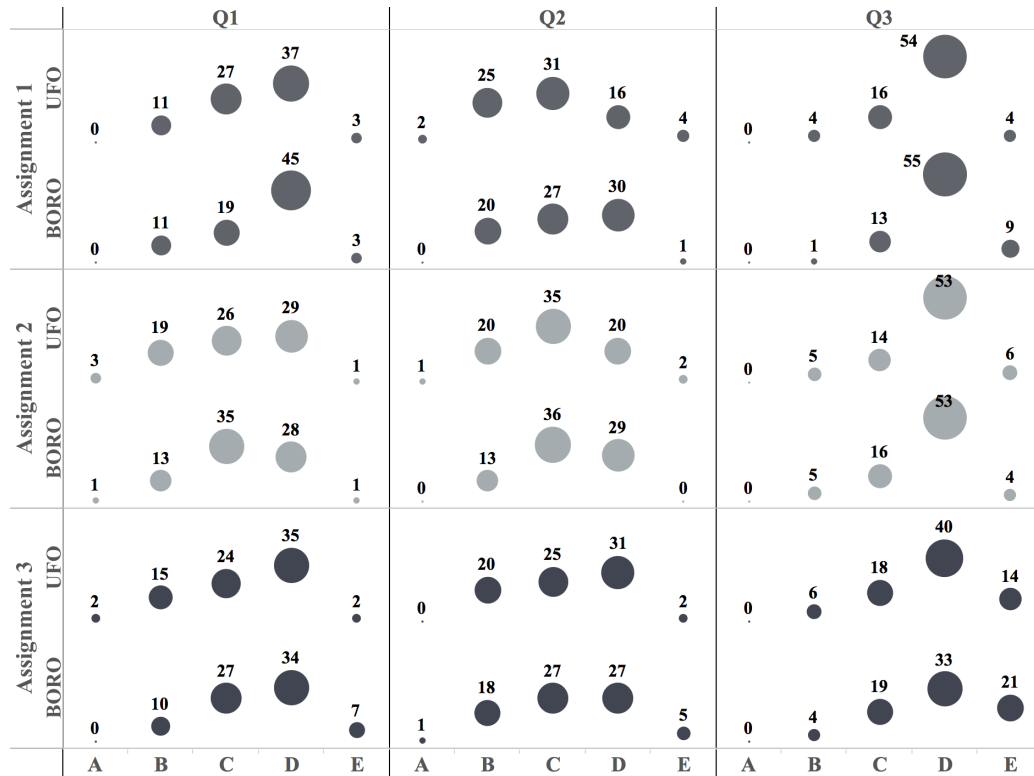 Q1 Q2 Q3
Assignment 1
UFO
0 11 27 37 3
2 25 31 16 4
0 4 16 54 4
BORO
0 11 19 45 3
0 20 27 30 1
0 1 13 55 9
Assignment 2
UFO
3 19 26 29 1
1 20 35 20 2
0 5 14 53 6
BORO
1 13 35 28 1
0 13 36 29 0
0 5 16 53 4
Assignment 3
UFO
2 15 24 35 2
0 20 25 31 2
0 6 18 40 14
BORO
0 10 27 34 7
1 18 27 27 5
0 4 19 33 21
A B C D E A B C D E A B C D E